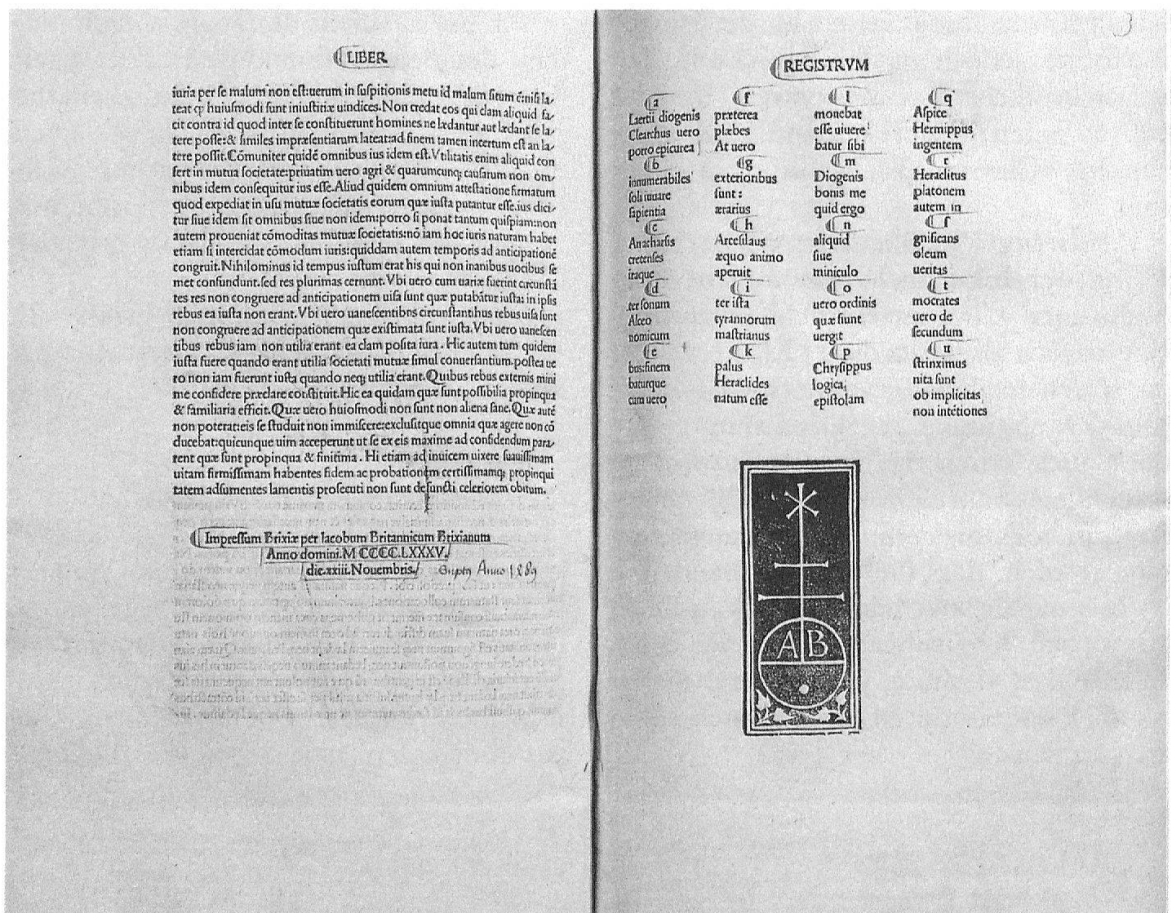 LIBER
iuria per se malum non est:uerum in suspitionis metu id malum situm é:nisi la-
teat q huiusmodi sunt iniustitiæ uindices. Non credat eos qui clam aliquid fa-
cit contra id quod inter se constituerunt homines ne lædantur aut lædant se la-
tere posse:& similes impræsentiarum lateat:ad finem tamen incertum est an la-
tere possit. Cómuniter quidé omnibus ius idem est. Vtilitatis enim aliquid con
fert in mutua societate:priuatim uero agri & quarumcunq; causarum non om-
nibus idem consequitur ius esse. Aliud quidem omnium attestatione firmatum
quod expediat in usu mutuæ societatis eorum quæ iusta putantur esse.ius dici-
tur siue idem sit omnibus siue non idem:porro si ponat tantum quispiam:non
autem proueniat cómoditas mutuæ societatis:nó iam hoc iuris naturam habet
etiam si intercidat cómodum iuris:quiddam autem temporis ad anticipationé
congruit. Nihilominus id tempus iustum erat his qui non inanibus uocibus se
met confundunt.sed res plurimas cernunt. Vbi uero cum uariæ fuerint circunstá
tes res non congruere ad anticipationem uisa sunt quæ putabátur iusta: in ipsis
rebus ea iusta non erant. Vbi uero uanescentibus circunstantibus rebus uisa sunt
non congruere ad anticipationem quæ existimata sunt iusta. Vbi uero uanescen
tibus rebus iam non utilia erant ea clam posita iura. Hic autem tum quidem
iusta fuere quando erant utilia societati mutuæ simul conuersantium.postea ue
ro non iam fuerunt iusta quando neq; utilia erant. Quibus rebus externis mini
me confidere præclare constituit. Hic ea quidam quæ sunt possibilia propinqua
& familiaria efficit. Quæ uero huiosmodi non sunt non aliena sane. Quæ auté
non poterat:eis se studuit non immiscere:exclusitque omnia quæ agere non có
ducebat:quicunque uim acceperunt ut se ex eis maxime ad confidendum para-
rent quæ sunt propinqua & finitima. Hi etiam ad inuicem uixere suauissimam
uitam firmissimam habentes fidem ac probationem certissimamq; propinqui
tatem adsumentes lamentis prosecuti non sunt defuncti celeriorem obitum.
Impressum Brixiæ per Iacobum Britannicum Brixianum
Anno domini.M CCCC.LXXXV.
die.xxiii.Nouembris.
REGISTRVM
a
Laertii diogenis
Clearchus uero
porro epicurea
b
innumerabiles
soli iuuare
sapientia
c
Anacharsis
cretenses
itaque
d
ter sonum
Alceo
nomicum
e
bus:finem
baturque
cum uero
f
præterea
plæbes
At uero
g
exterioribus
sunt:
ærarius
h
Arcesilaus
æquo animo
aperuit
i
ter ista
tyrannorum
mastrianus
k
palus
Heraclides
natum esse
l
monebat
esse uiuere
batur sibi
m
Diogenis
bonis me
quid ergo
n
aliquid
siue
miniculo
o
uero ordinis
quæ fiunt
uergit
p
Chrysippus
logica;
epistolam
q
Aspice
Hermippus
ingentem
r
Heraclitus
platonem
autem in
s
gnificans
oleum
ueritas
t
mocrates
uero de
secundum
u
strinximus
nita sunt
ob implicitas
non intétiones
AB